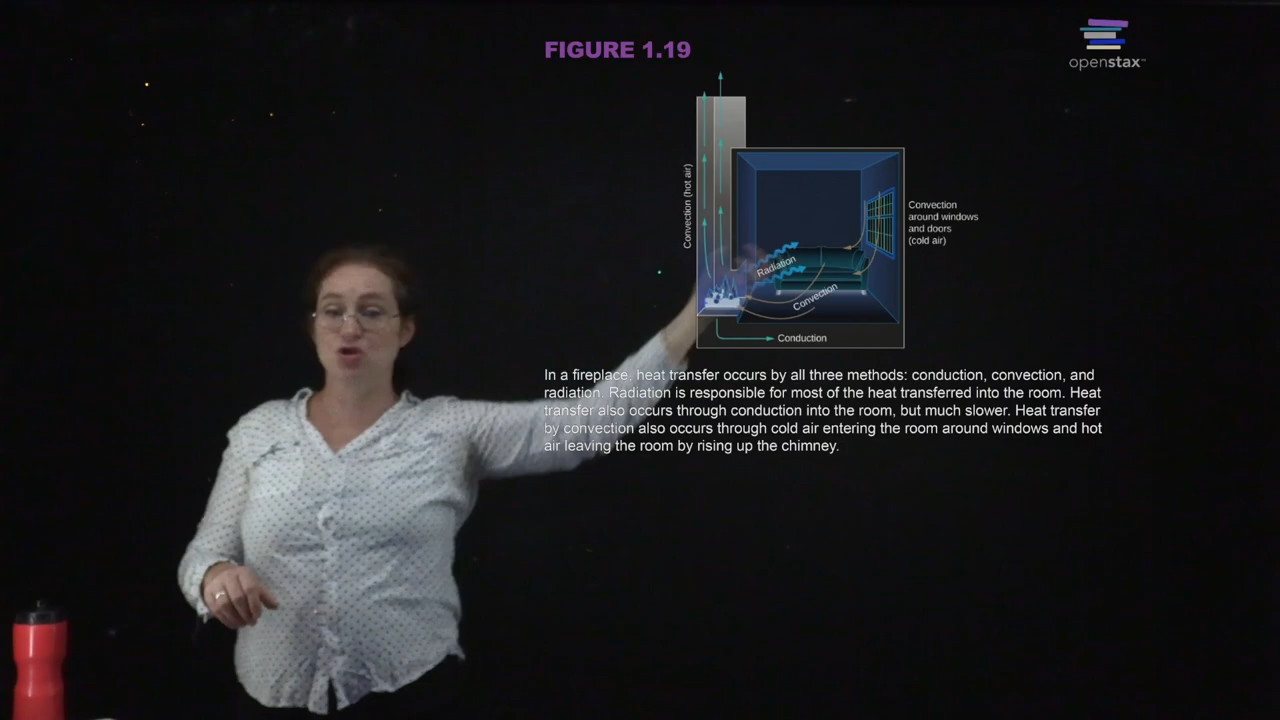 FIGURE 1.19
openstax™
Convection (hot air)
Convection
around windows
and doors
(cold air)
Radiation
Convection
Conduction
In a fireplace, heat transfer occurs by all three methods: conduction, convection, and
radiation. Radiation is responsible for most of the heat transferred into the room. Heat
transfer also occurs through conduction into the room, but much slower. Heat transfer
by convection also occurs through cold air entering the room around windows and hot
air leaving the room by rising up the chimney.